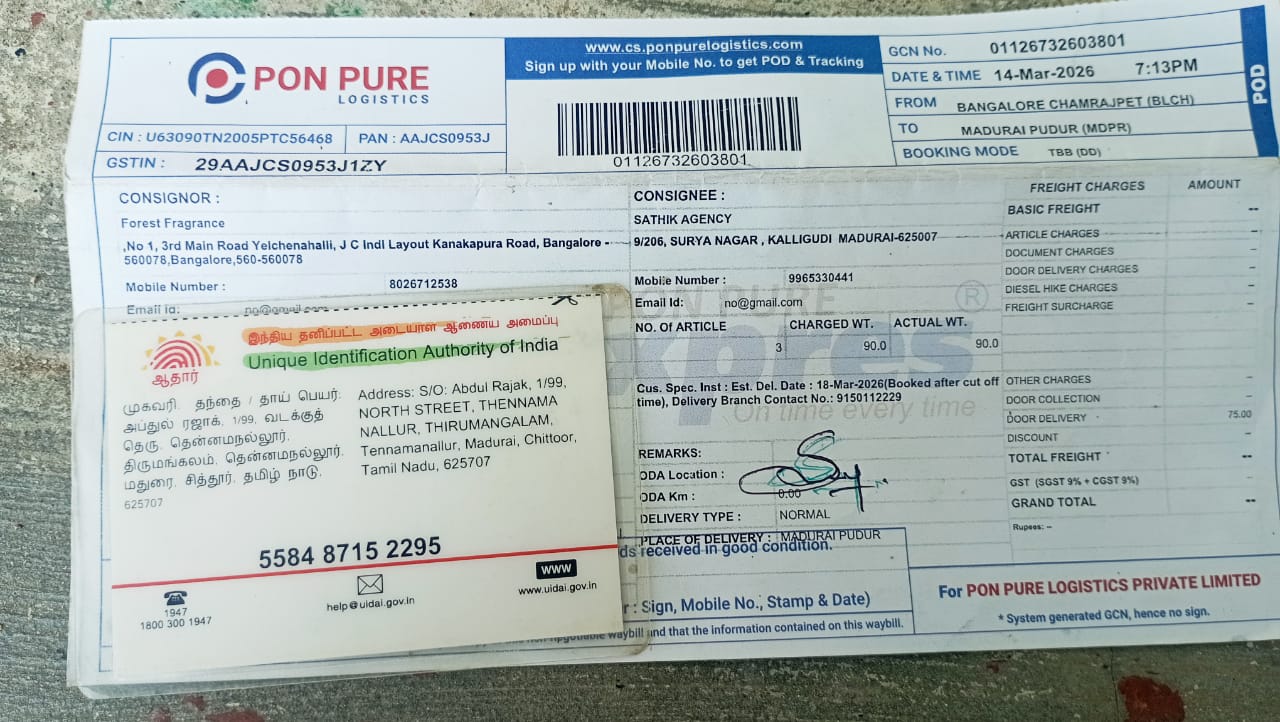 PON PURE
LOGISTICS
CIN : U63090TN2005PTC56468
PAN : AAJCS0953J
GSTIN : 29AAJCS0953J1ZY
www.cs.ponpurelogistics.com
Sign up with your Mobile No. to get POD & Tracking
01126732603801
GCN No. 01126732603801
DATE & TIME 14-Mar-2026 7:13PM
FROM BANGALORE CHAMRAJPET (BLCH)
TO MADURAI PUDUR (MDPR)
BOOKING MODE TBB (DD)
POD
CONSIGNOR :
Forest Fragrance
,No 1, 3rd Main Road Yelchenahalli, J C Indl Layout Kanakapura Road, Bangalore -
560078,Bangalore,560-560078
Mobile Number : 8026712538
Email id: no@gmail.com
CONSIGNEE :
SATHIK AGENCY
9/206, SURYA NAGAR , KALLIGUDI MADURAI-625007
Mobile Number : 9965330441
Email Id: no@gmail.com
PON PURE ®
xpres
On time every time
NO. OF ARTICLE CHARGED WT. ACTUAL WT.
3 90.0 90.0
Cus. Spec. Inst : Est. Del. Date : 18-Mar-2026(Booked after cut off
time), Delivery Branch Contact No.: 9150112229
REMARKS:
ODA Location :
ODA Km : 0.00
DELIVERY TYPE : NORMAL
PLACE OF DELIVERY : MADURAI PUDUR
ds received in good condition.
r : Sign, Mobile No., Stamp & Date)
waybill and that the information contained on this waybill.
FREIGHT CHARGES AMOUNT
BASIC FREIGHT --
ARTICLE CHARGES --
DOCUMENT CHARGES --
DOOR DELIVERY CHARGES --
DIESEL HIKE CHARGES --
FREIGHT SURCHARGE --
OTHER CHARGES --
DOOR COLLECTION --
DOOR DELIVERY 75.00
DISCOUNT --
TOTAL FREIGHT --
GST (SGST 9% + CGST 9%) --
GRAND TOTAL --
Rupees: --
For PON PURE LOGISTICS PRIVATE LIMITED
* System generated GCN, hence no sign.
ஆதார்
இந்திய தனிப்பட்ட அடையாள ஆணைய அமைப்பு
Unique Identification Authority of India
முகவரி: தந்தை / தாய் பெயர்:
அப்துல் ரஜாக், 1/99, வடக்குத்
தெரு, தென்னமநல்லூர்,
திருமங்கலம், தென்னமநல்லூர்,
மதுரை, சித்தூர், தமிழ் நாடு,
625707
Address: S/O: Abdul Rajak, 1/99,
NORTH STREET, THENNAMA
NALLUR, THIRUMANGALAM,
Tennamanallur, Madurai, Chittoor,
Tamil Nadu, 625707
5584 8715 2295
1947
1800 300 1947
help@uidai.gov.in
WWW
www.uidai.gov.in